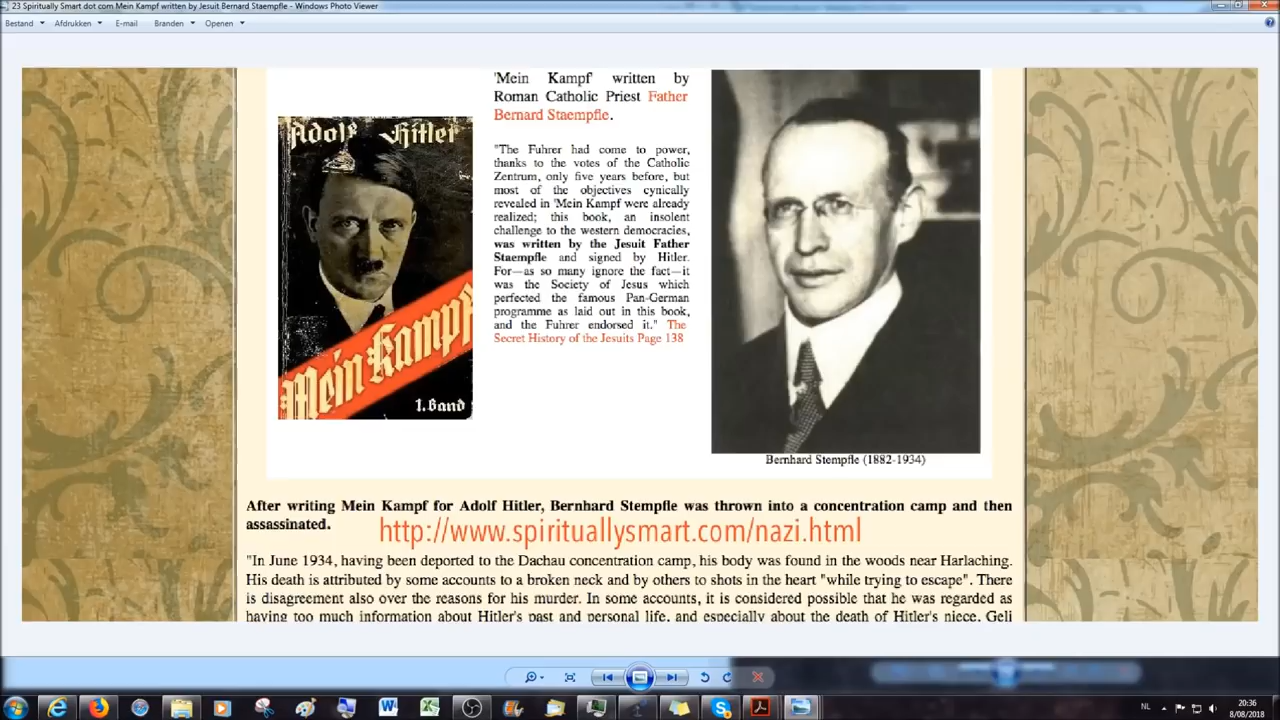 23 Spiritually Smart dot com Mein Kampf written by Jesuit Bernard Staempfle - Windows Photo Viewer
Bestand Afdrukken E-mail Branden Openen
'Mein Kampf' written by
Roman Catholic Priest Father
Bernard Staempfle.
"The Fuhrer had come to power,
thanks to the votes of the Catholic
Zentrum, only five years before, but
most of the objectives cynically
revealed in 'Mein Kampf were already
realized; this book, an insolent
challenge to the western democracies,
was written by the Jesuit Father
Staempfle and signed by Hitler.
For—as so many ignore the fact—it
was the Society of Jesus which
perfected the famous Pan-German
programme as laid out in this book,
and the Fuhrer endorsed it." The
Secret History of the Jesuits Page 138
Adolf Hitler
Mein Kampf
1. Band
Bernhard Stempfle (1882-1934)
After writing Mein Kampf for Adolf Hitler, Bernhard Stempfle was thrown into a concentration camp and then
assassinated.
http://www.spirituallysmart.com/nazi.html
"In June 1934, having been deported to the Dachau concentration camp, his body was found in the woods near Harlaching.
His death is attributed by some accounts to a broken neck and by others to shots in the heart "while trying to escape". There
is disagreement also over the reasons for his murder. In some accounts, it is considered possible that he was regarded as
having too much information about Hitler's past and personal life, and especially about the death of Hitler's niece, Geli
NL
20:36
8/08/2018